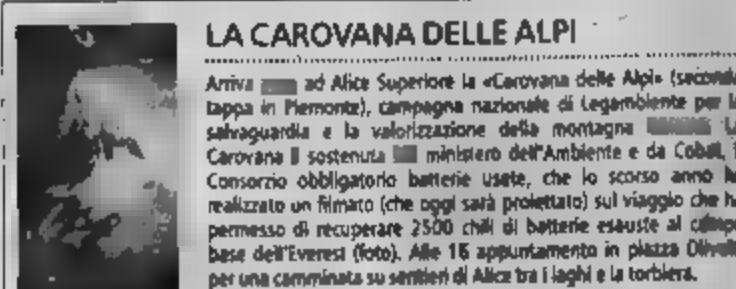 LA CAROVANA DELLE ALPI
Arriva ad Alice Superiore la «Carovana delle Alpi» (seconda
tappa in Piemonte), campagna nazionale di Legambiente per la
salvaguardia e la valorizzazione della montagna
Carovana sostenuta ministero dell'Ambiente e da Cobat,
Consorzio obbligatorio batterie usate, che lo scorso anno
realizzato un filmato (che oggi sarà proiettato) sul viaggio che
permesso di recuperare 2500 chili di batterie esauste al campo
base dell'Everest (foto). Alle 16 appuntamento in piazza
per una camminata su sentieri di Alice tra i laghi e la torbiera.